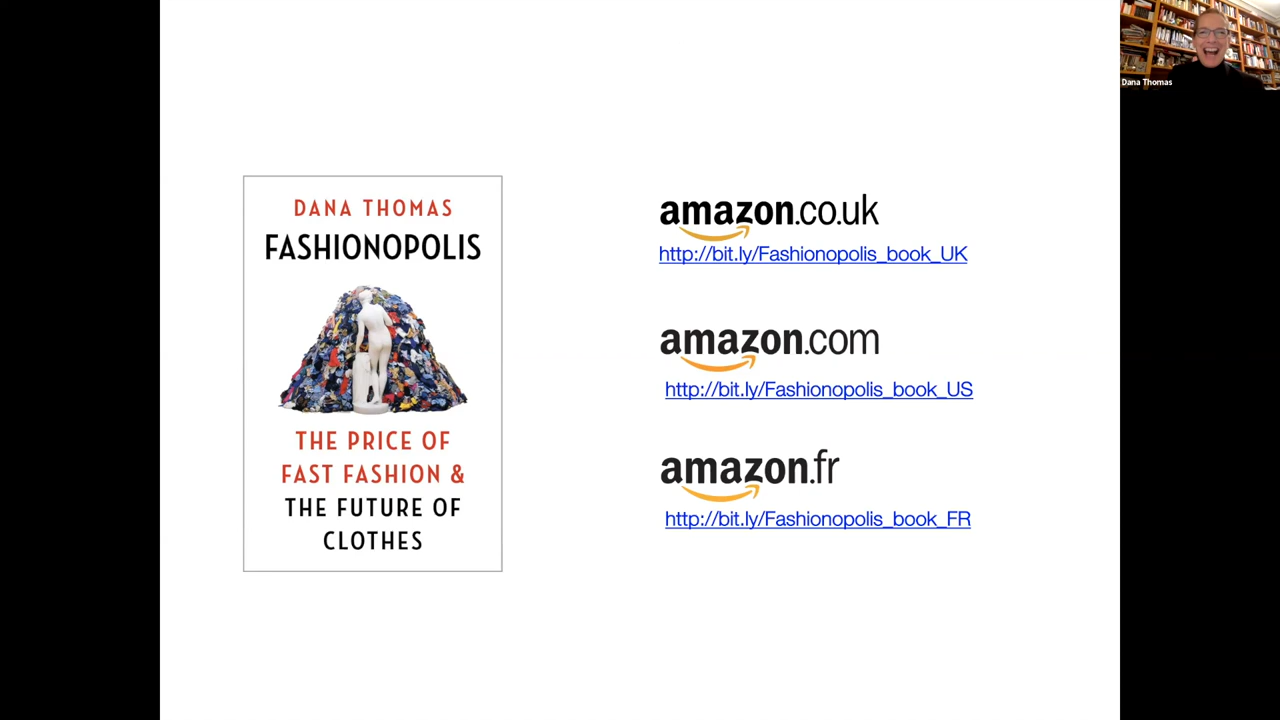 DANA THOMAS
FASHIONOPOLIS
THE PRICE OF
FAST FASHION &
THE FUTURE OF
CLOTHES
amazon.co.uk
http://bit.ly/Fashionopolis_book_UK
amazon.com
http://bit.ly/Fashionopolis_book_US
amazon.fr
http://bit.ly/Fashionopolis_book_FR
Dana Thomas